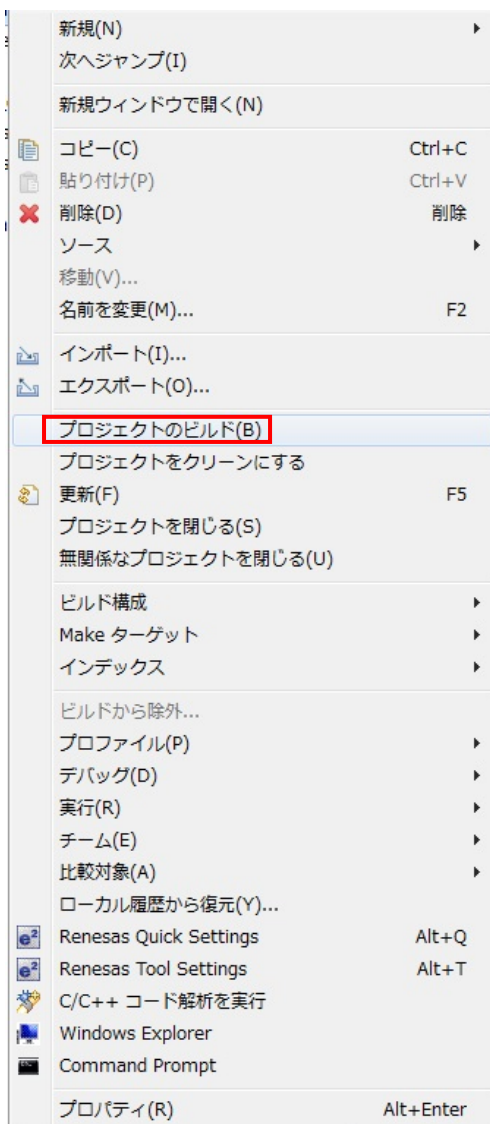 新規(N)
次へジャンプ(I)
新規ウィンドウで開く(N)
コピー(C) Ctrl+C
貼り付け(P) Ctrl+V
削除(D) 削除
ソース
移動(V)...
名前を変更(M)... F2
インポート(I)...
エクスポート(O)...
プロジェクトのビルド(B)
プロジェクトをクリーンにする
更新(F) F5
プロジェクトを閉じる(S)
無関係なプロジェクトを閉じる(U)
ビルド構成
Make ターゲット
インデックス
ビルドから除外...
プロファイル(P)
デバッグ(D)
実行(R)
チーム(E)
比較対象(A)
ローカル履歴から復元(Y)...
Renesas Quick Settings Alt+Q
Renesas Tool Settings Alt+T
C/C++ コード解析を実行
Windows Explorer
Command Prompt
プロパティ(R) Alt+Enter